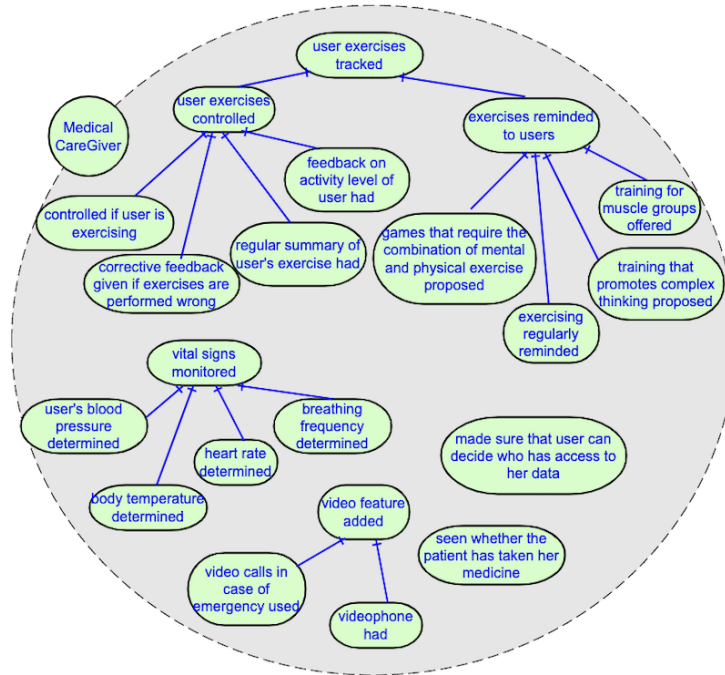 user exercises
tracked
user exercises
controlled
exercises reminded
to users
Medical
CareGiver
feedback on
activity level of
user had
training for
muscle groups
offered
controlled if user is
exercising
regular summary of
user's exercise had
games that require the
combination of mental
and physical exercise
proposed
corrective feedback
given if exercises are
performed wrong
training that
promotes complex
thinking proposed
exercising
regularly
reminded
vital signs
monitored
user's blood
pressure
determined
breathing
frequency
determined
heart rate
determined
made sure that user can
decide who has access to
her data
body temperature
determined
video feature
added
seen whether the
patient has taken her
medicine
video calls in
case of
emergency used
videophone
had